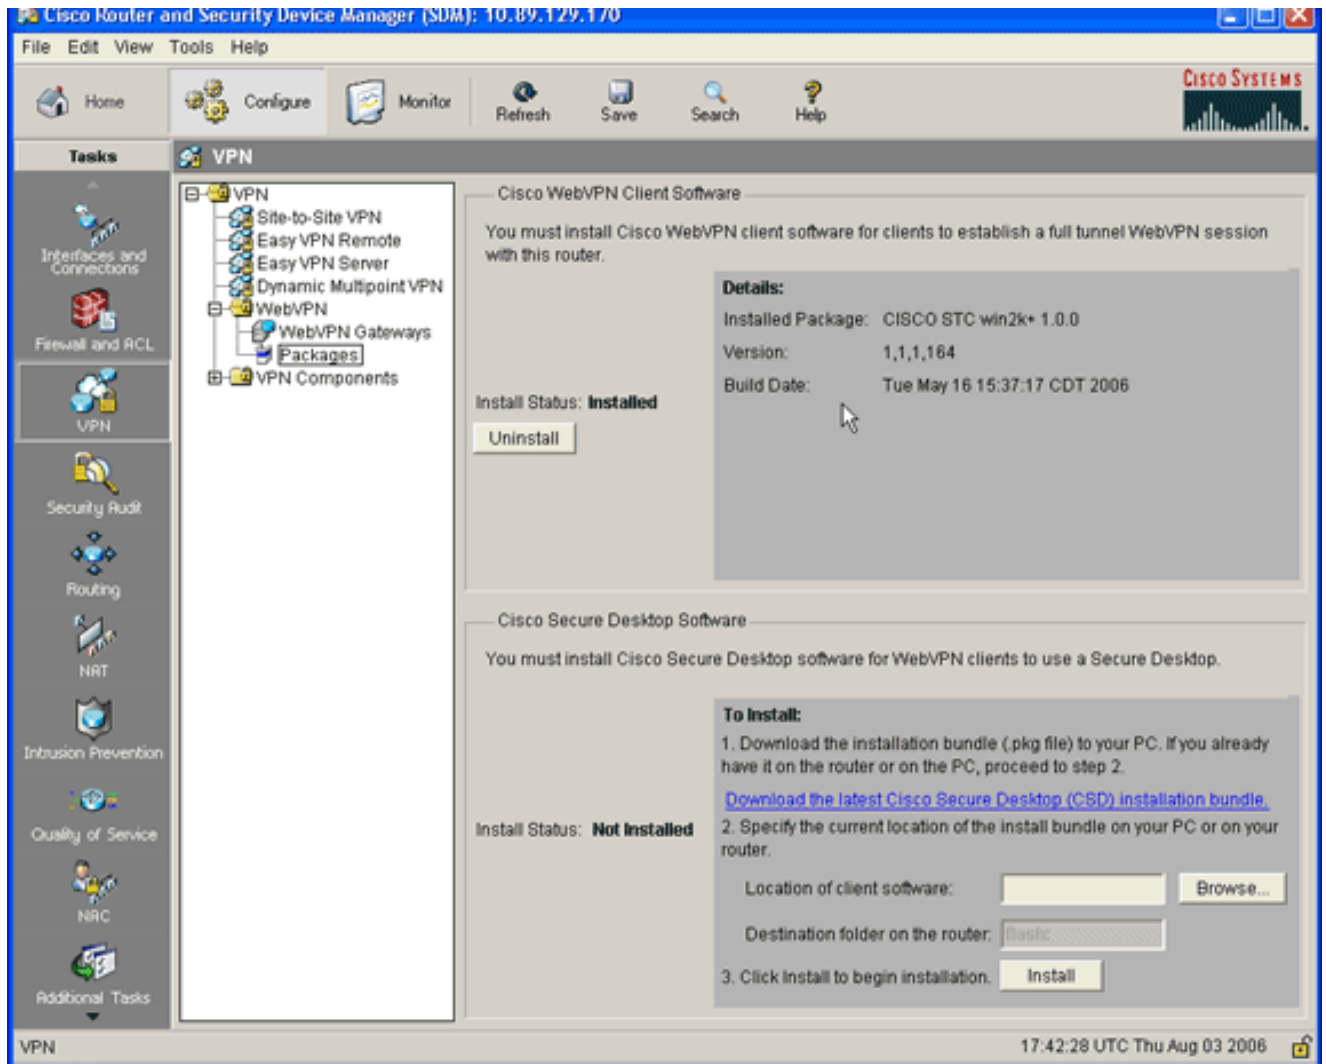 Cisco Router and Security Device Manager (SDM): 10.89.129.170
File Edit View Tools Help
Home Configure Monitor Refresh Save Search Help
CISCO SYSTEMS
Tasks
VPN
Interfaces and
Connections
Firewall and ACL
VPN
Security Audit
Routing
NAT
Intrusion Prevention
Quality of Service
NAC
Additional Tasks
VPN
Site-to-Site VPN
Easy VPN Remote
Easy VPN Server
Dynamic Multipoint VPN
WebVPN
WebVPN Gateways
Packages
VPN Components
Cisco WebVPN Client Software
You must install Cisco WebVPN client software for clients to establish a full tunnel WebVPN session
with this router.
Install Status: Installed
Uninstall
Details:
Installed Package: CISCO STC win2k+ 1.0.0
Version: 1,1,1,164
Build Date: Tue May 16 15:37:17 CDT 2006
Cisco Secure Desktop Software
You must install Cisco Secure Desktop software for WebVPN clients to use a Secure Desktop.
Install Status: Not Installed
To Install:
1. Download the installation bundle (.pkg file) to your PC. If you already
have it on the router or on the PC, proceed to step 2.
Download the latest Cisco Secure Desktop (CSD) installation bundle.
2. Specify the current location of the install bundle on your PC or on your
router.
Location of client software: Browse...
Destination folder on the router: flash:
3. Click Install to begin installation. Install
VPN
17:42:28 UTC Thu Aug 03 2006